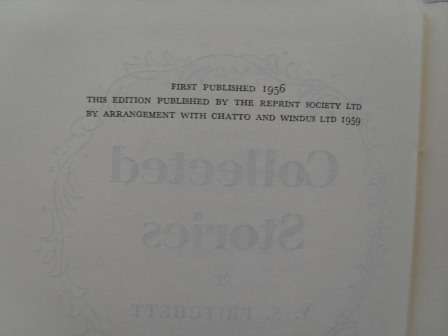 FIRST PUBLISHED 1956
THIS EDITION PUBLISHED BY THE REPRINT SOCIETY LTD
BY ARRANGEMENT WITH CHATTO AND WINDUS LTD 1959
Collected
Stories
V. S. PRITCHETT